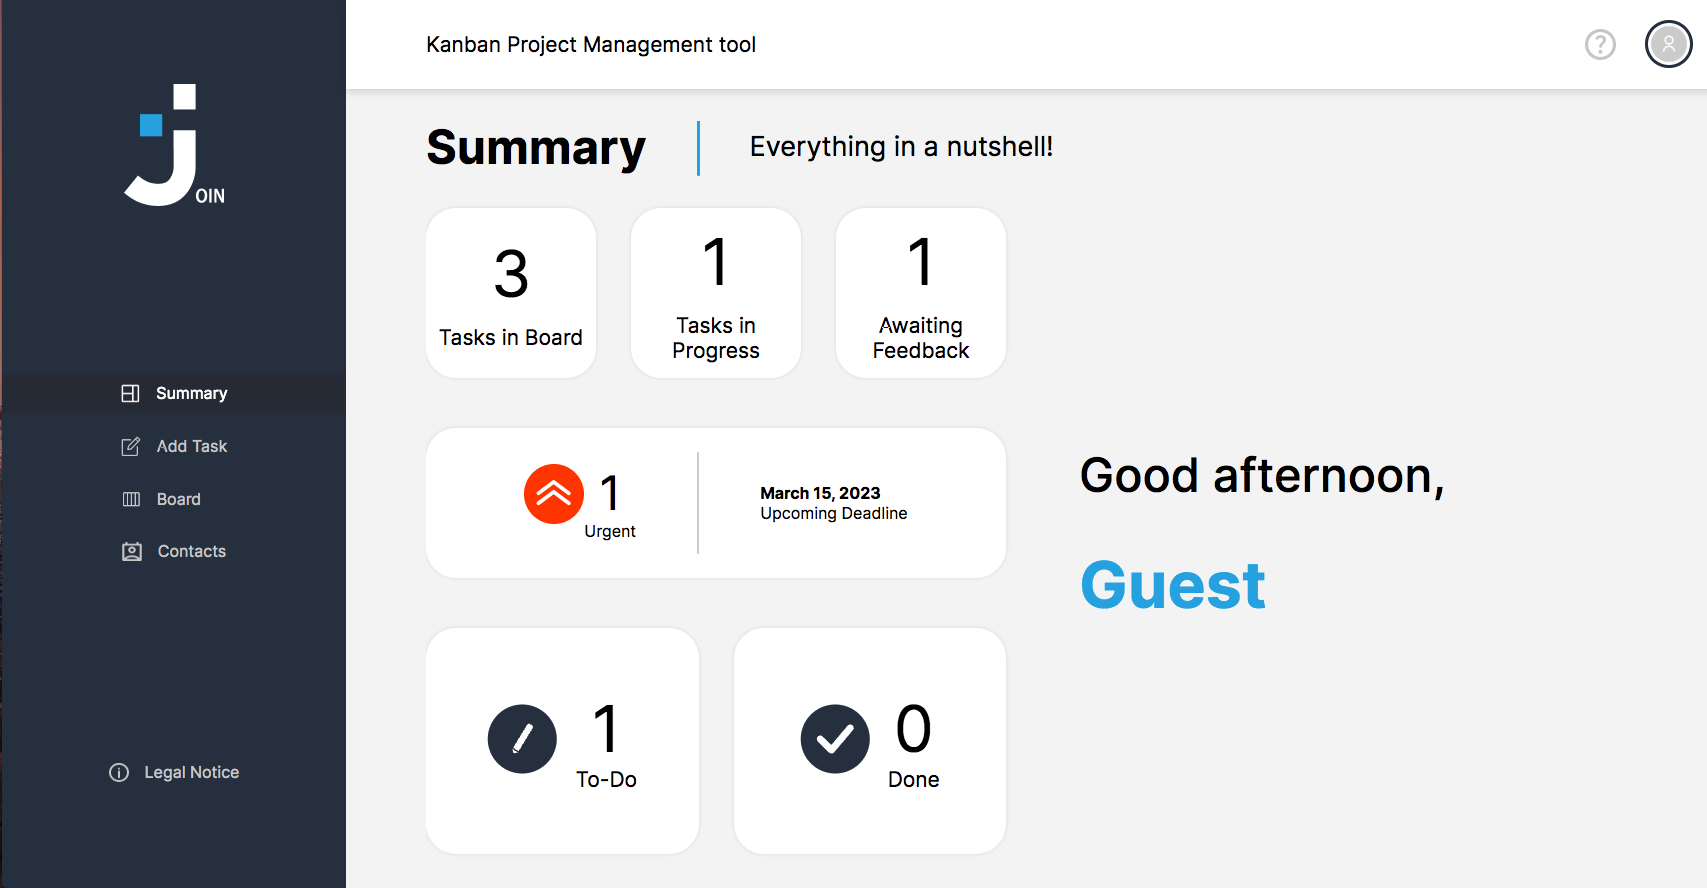 OIN
Summary
Add Task
Board
Contacts
Legal Notice
Kanban Project Management tool
?
Summary
Everything in a nutshell!
3
Tasks in Board
1
Tasks in
Progress
1
Awaiting
Feedback
1
Urgent
March 15, 2023
Upcoming Deadline
1
To-Do
0
Done
Good afternoon,
Guest